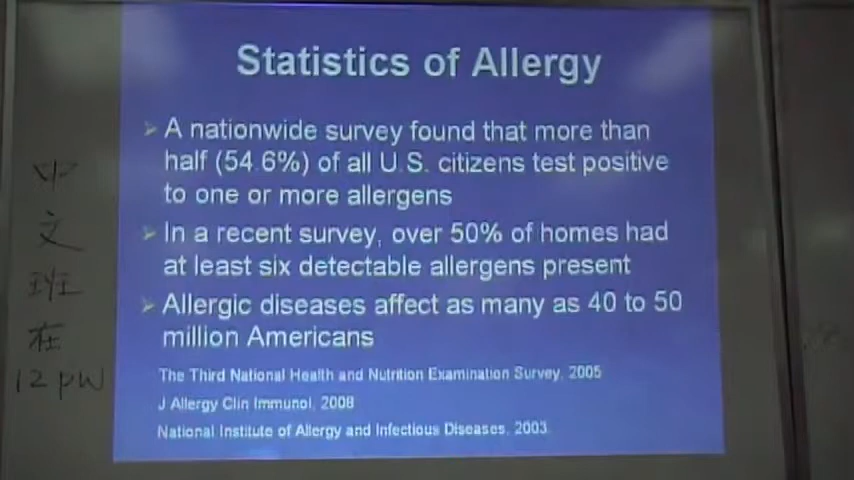 Statistics of Allergy
A nationwide survey found that more than
half (54.6%) of all U.S. citizens test positive
to one or more allergens
In a recent survey, over 50% of homes had
at least six detectable allergens present
Allergic diseases affect as many as 40 to 50
million Americans
The Third National Health and Nutrition Examination Survey, 2005
J Allergy Clin Immunol, 2008
National Institute of Allergy and Infectious Diseases, 2003
中
文
班
在
12 pm